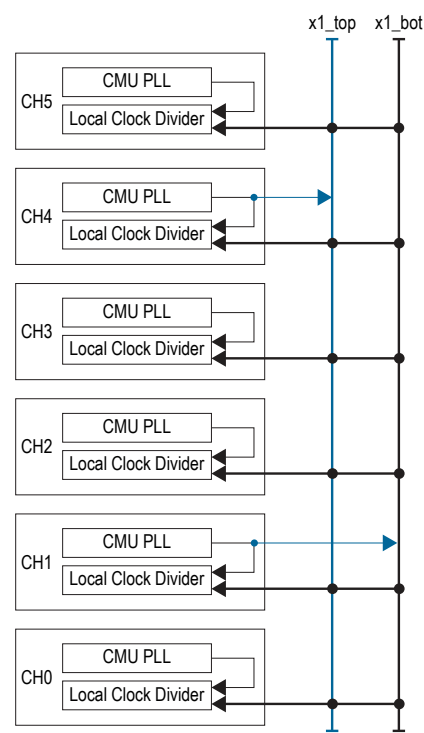 x1_top x1_bot
CMU PLL
CH5
Local Clock Divider
CMU PLL
CH4
Local Clock Divider
CMU PLL
CH3
Local Clock Divider
CMU PLL
CH2
Local Clock Divider
CMU PLL
CH1
Local Clock Divider
CMU PLL
CH0
Local Clock Divider